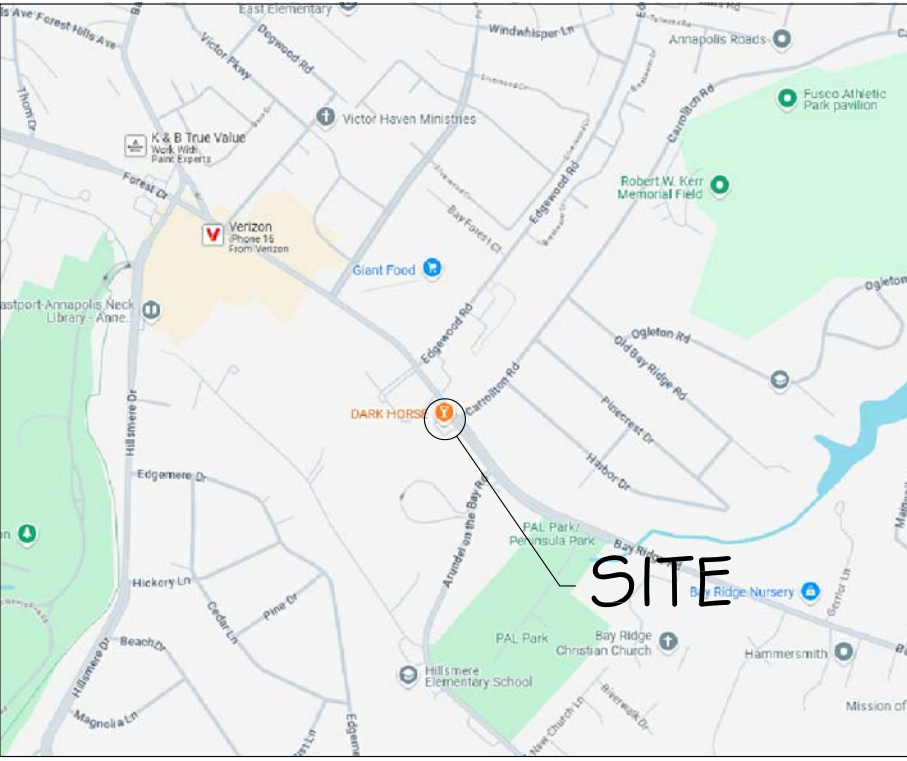 East Elementary
Forest Hills Ave
Victor Pkwy
Dogwood Rd
Windwhisper Ln
Annapolis Roads
Thom Dr
Carrollton Rd
Fusco Athletic
Park pavilion
Victor Haven Ministries
K & B True Value
Work With
Paint Experts
Forest Dr
Robert W. Kerr
Memorial Field
Edgewood Rd
Bay Forest Ct
Verizon
iPhone 16
From Verizon
Giant Food
astport-Annapolis Neck
Library - Anne...
Ogleton
Ogleton Rd
Old Bay Ridge Rd
Edgewood Rd
Carrollton Rd
Hillsmere Dr
DARK HORSE
Pinecrest Dr
Harbor Dr
Edgemere Dr
Arundel on the Bay Rd
PAL Park/
Peninsula Park
Bay Ridge Rd
SITE
Hickory Ln
Pine Dr
Cedar Ln
Bay Ridge Nursery
Gerrior Ln
Beach Dr
PAL Park
Bay Ridge
Christian Church
Hammersmith
Hillsmere Dr
Hillsmere
Elementary School
Riverwalk Dr
Mission of
Magnolia Ln
New Church Ln
Edgeme